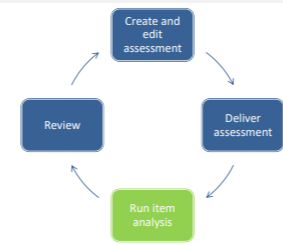 Create and
edit
assessment
Deliver
assessment
Run item
analysis
Review